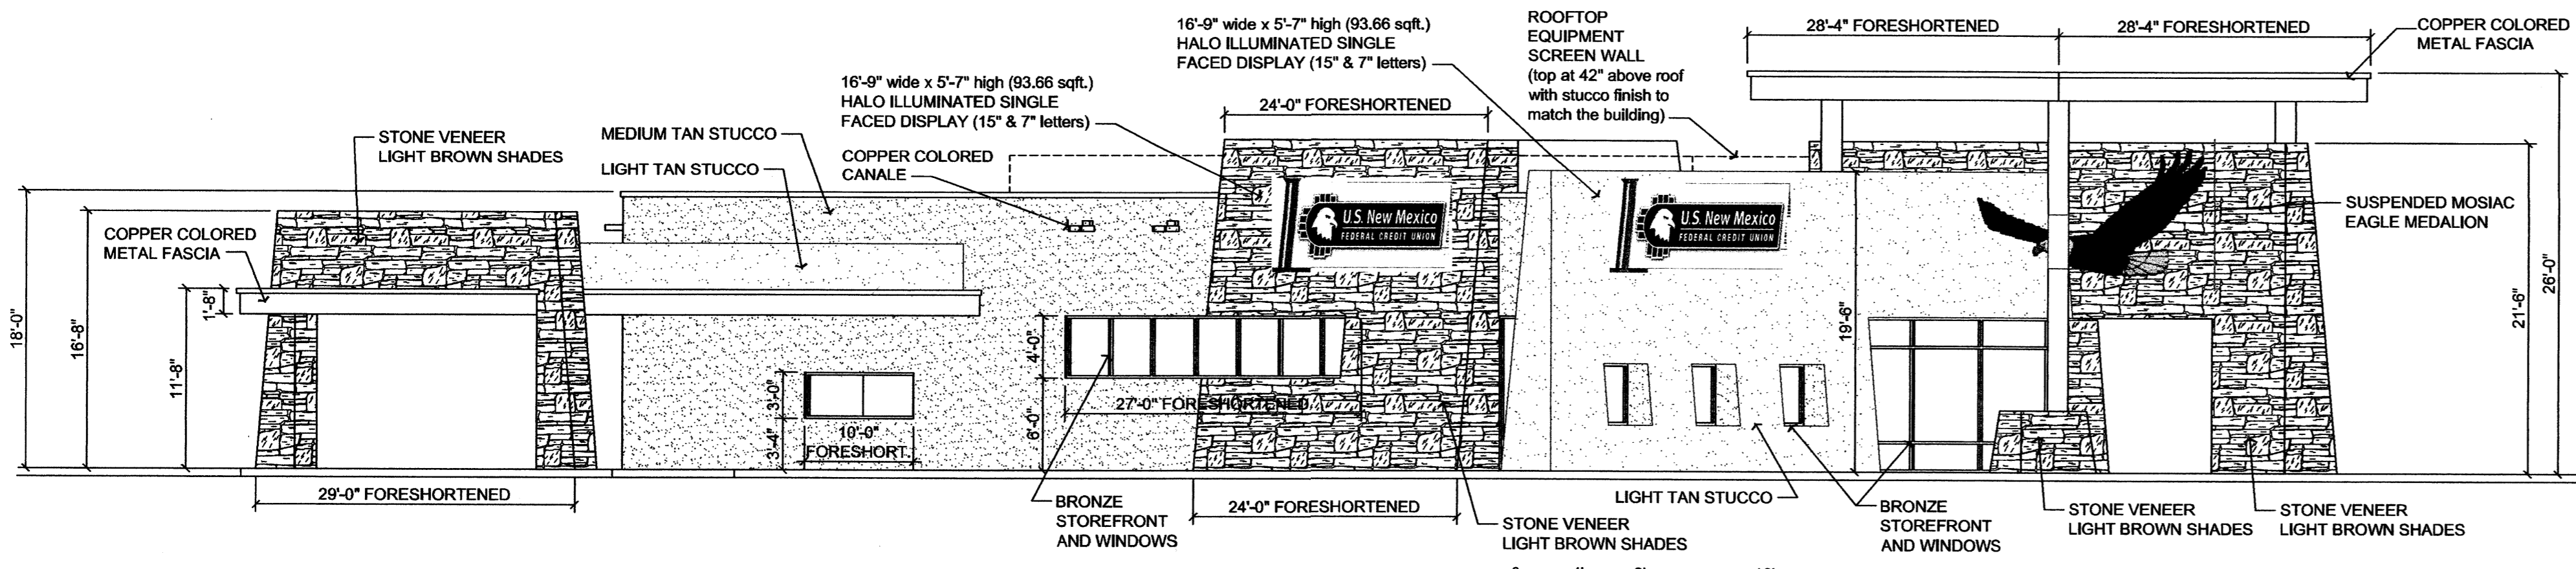 16'-9" wide x 5'-7" high (93.66 sqft.)
HALO ILLUMINATED SINGLE
FACED DISPLAY (15" & 7" letters)
ROOFTOP
EQUIPMENT
SCREEN WALL
(top at 42" above roof
with stucco finish to
match the building)
28'-4" FORESHORTENED
28'-4" FORESHORTENED
COPPER COLORED
METAL FASCIA
16'-9" wide x 5'-7" high (93.66 sqft.)
HALO ILLUMINATED SINGLE
FACED DISPLAY (15" & 7" letters)
24'-0" FORESHORTENED
STONE VENEER
LIGHT BROWN SHADES
MEDIUM TAN STUCCO
LIGHT TAN STUCCO
COPPER COLORED
CANALE
COPPER COLORED
METAL FASCIA
U.S. New Mexico
FEDERAL CREDIT UNION
U.S. New Mexico
FEDERAL CREDIT UNION
SUSPENDED MOSIAC
EAGLE MEDALION
18'-0"
16'-8"
11'-8"
1'-8"
3'-0"
3'-4"
10'-0"
FORESHORT.
4'-0"
6'-0"
27'-0" FORESHORTENED
19'-6"
21'-6"
26'-0"
29'-0" FORESHORTENED
BRONZE
STOREFRONT
AND WINDOWS
24'-0" FORESHORTENED
STONE VENEER
LIGHT BROWN SHADES
LIGHT TAN STUCCO
BRONZE
STOREFRONT
AND WINDOWS
STONE VENEER
LIGHT BROWN SHADES
STONE VENEER
LIGHT BROWN SHADES